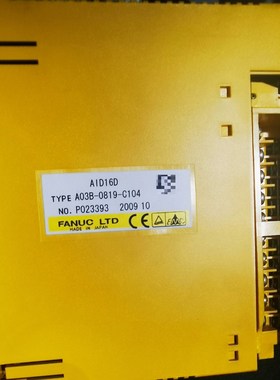 AID16D
TYPE A03B-0819-C104
NO. P023393 2009 10
FANUC LTD
MADE IN JAPAN